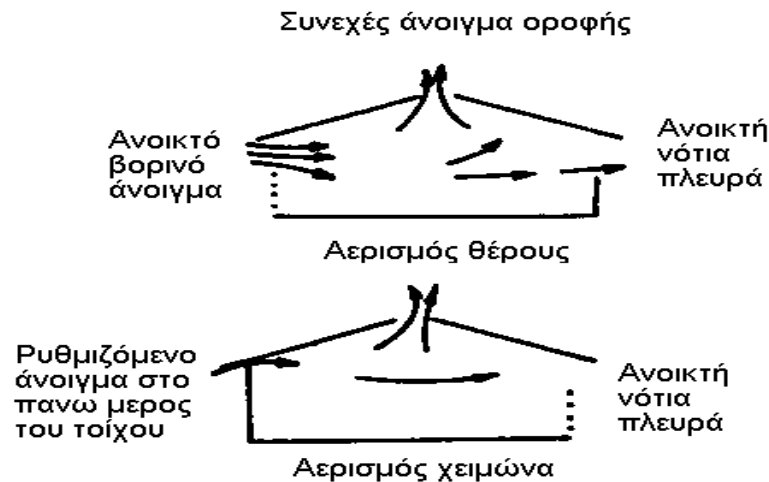 Συνεχές άνοιγμα οροφής
Ανοικτό
βορινό
άνοιγμα
Ανοικτή
νότια
πλευρά
Αερισμός θέρους
Ρυθμιζόμενο
άνοιγμα στο
πανω μερος
του τοίχου
Ανοικτή
νότια
πλευρά
Αερισμός χειμώνα